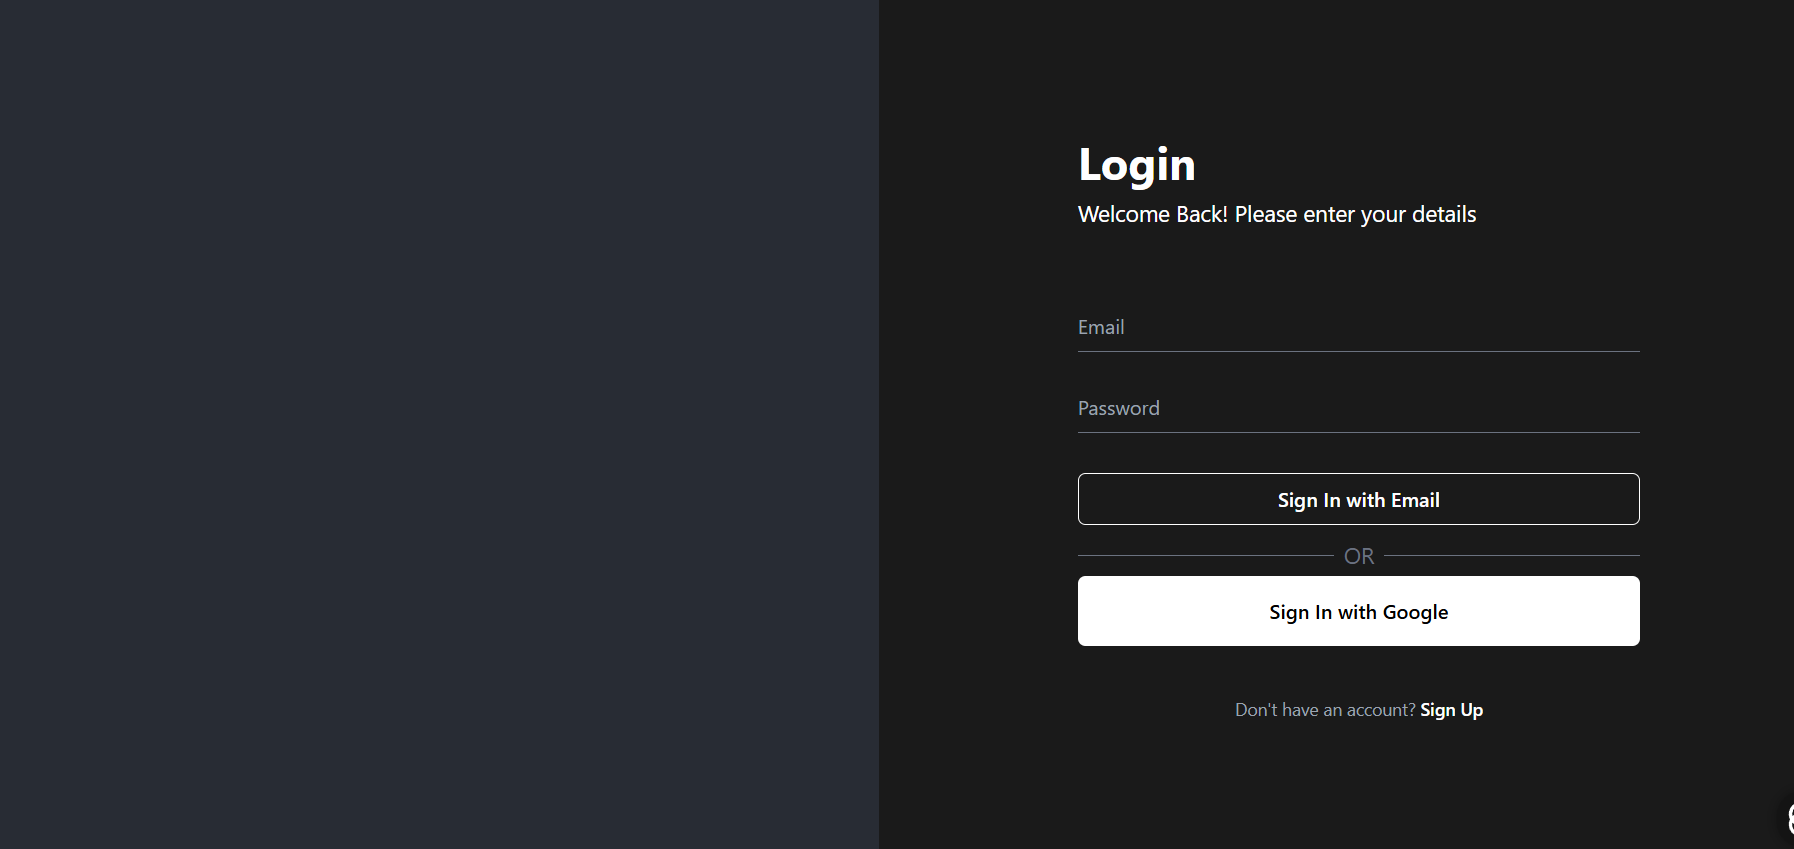 Login
Welcome Back! Please enter your details
Email
Password
Sign In with Email
OR
Sign In with Google
Don't have an account? Sign Up